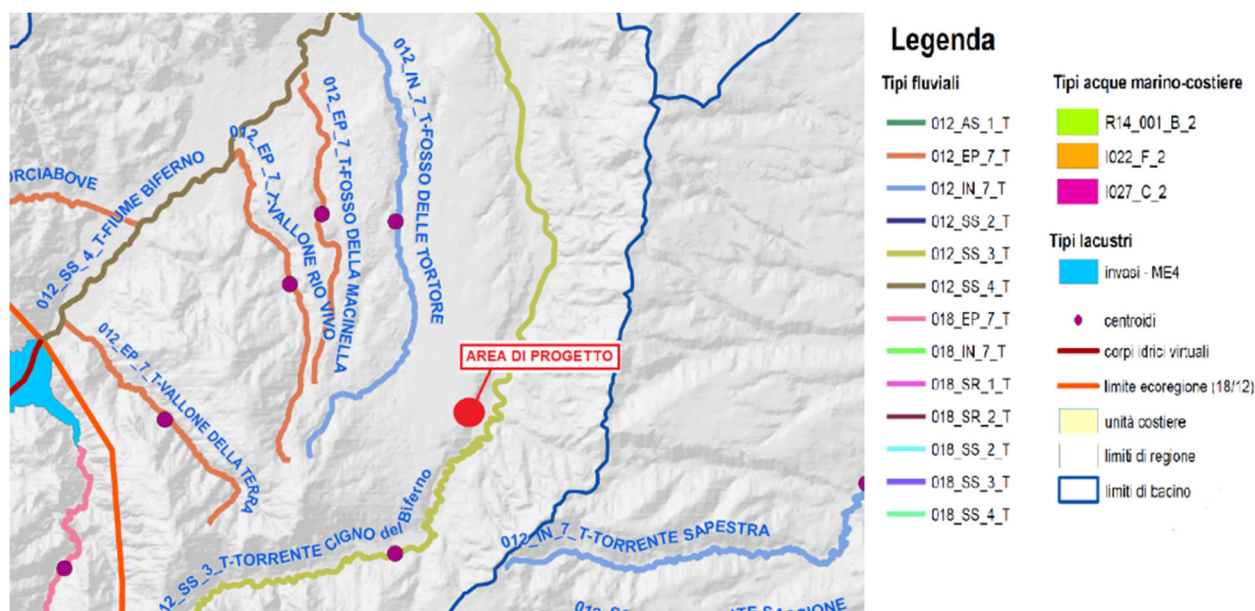 012_IN_7_T-FOSSO DELLE TORTORE
012_EP_7_T-FOSSO DELLA MACINELLA
012_EP_7_T-VALLONE RIO VIVO
ORCIABOVE
012_SS_4_T-FIUME BIFERNO
012_EP_7_T-VALLONE DELLA TERRA
AREA DI PROGETTO
012_SS_3_T-TORRENTE CIGNO del Biferno
012_IN_7_T-TORRENTE SAPESTRA
Legenda
Tipi fluviali
012_AS_1_T
012_EP_7_T
012_IN_7_T
012_SS_2_T
012_SS_3_T
012_SS_4_T
018_EP_7_T
018_IN_7_T
018_SR_1_T
018_SR_2_T
018_SS_2_T
018_SS_3_T
018_SS_4_T
Tipi acque marino-costiere
R14_001_B_2
I022_F_2
I027_C_2
Tipi lacustri
invasi - ME4
centroidi
corpi idrici virtuali
limite ecoregione (18/12)
unità costiere
limiti di regione
limiti di bacino